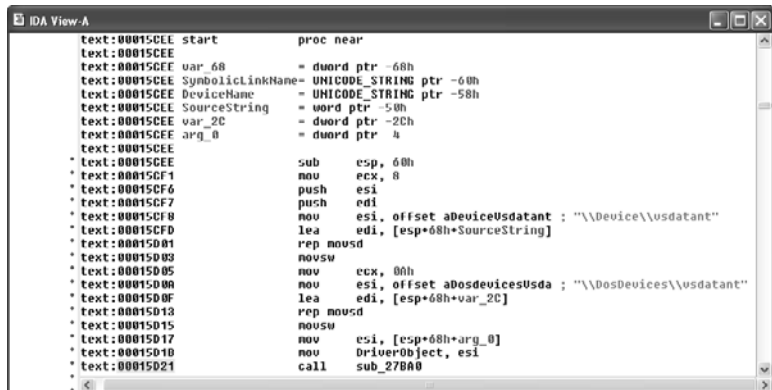 IDA View-A
text:00015CEE start proc near
text:00015CEE
text:00015CEE var_68 = dword ptr -68h
text:00015CEE SymbolicLinkName= UNICODE_STRING ptr -60h
text:00015CEE DeviceName = UNICODE_STRING ptr -58h
text:00015CEE SourceString = word ptr -50h
text:00015CEE var_2C = dword ptr -2Ch
text:00015CEE arg_0 = dword ptr 4
text:00015CEE
text:00015CEE sub esp, 60h
text:00015CF1 mov ecx, 8
text:00015CF6 push esi
text:00015CF7 push edi
text:00015CF8 mov esi, offset aDeviceVsdatant ; "\\Device\\vsdatant"
text:00015CFD lea edi, [esp+68h+SourceString]
text:00015D01 rep movsd
text:00015D03 movsw
text:00015D05 mov ecx, 0Ah
text:00015D0A mov esi, offset aDosdevicesVsda ; "\\DosDevices\\vsdatant"
text:00015D0F lea edi, [esp+68h+var_2C]
text:00015D13 rep movsd
text:00015D15 movsw
text:00015D17 mov esi, [esp+68h+arg_0]
text:00015D1B mov DriverObject, esi
text:00015D21 call sub_27BA0